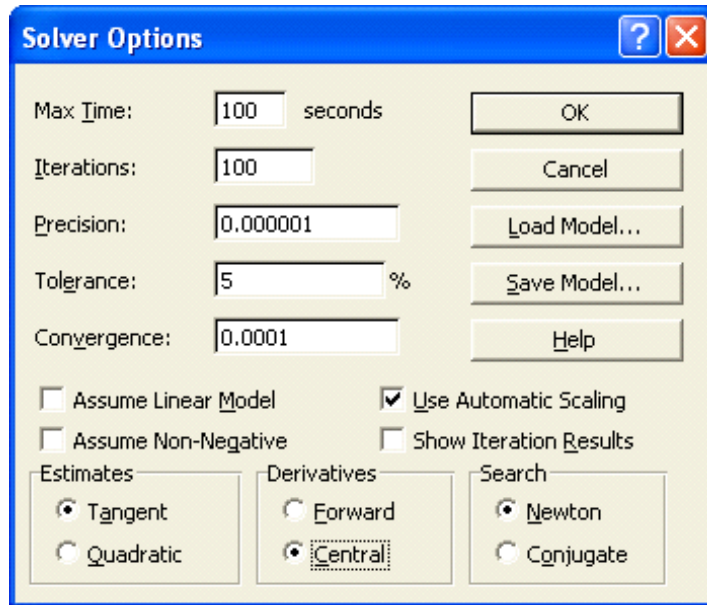 Solver Options
Max Time: 100 seconds OK
Iterations: 100 Cancel
Precision: 0.000001 Load Model...
Tolerance: 5 % Save Model...
Convergence: 0.0001 Help
Assume Linear Model Use Automatic Scaling
Assume Non-Negative Show Iteration Results
Estimates Derivatives Search
Tangent Forward Newton
Quadratic Central Conjugate